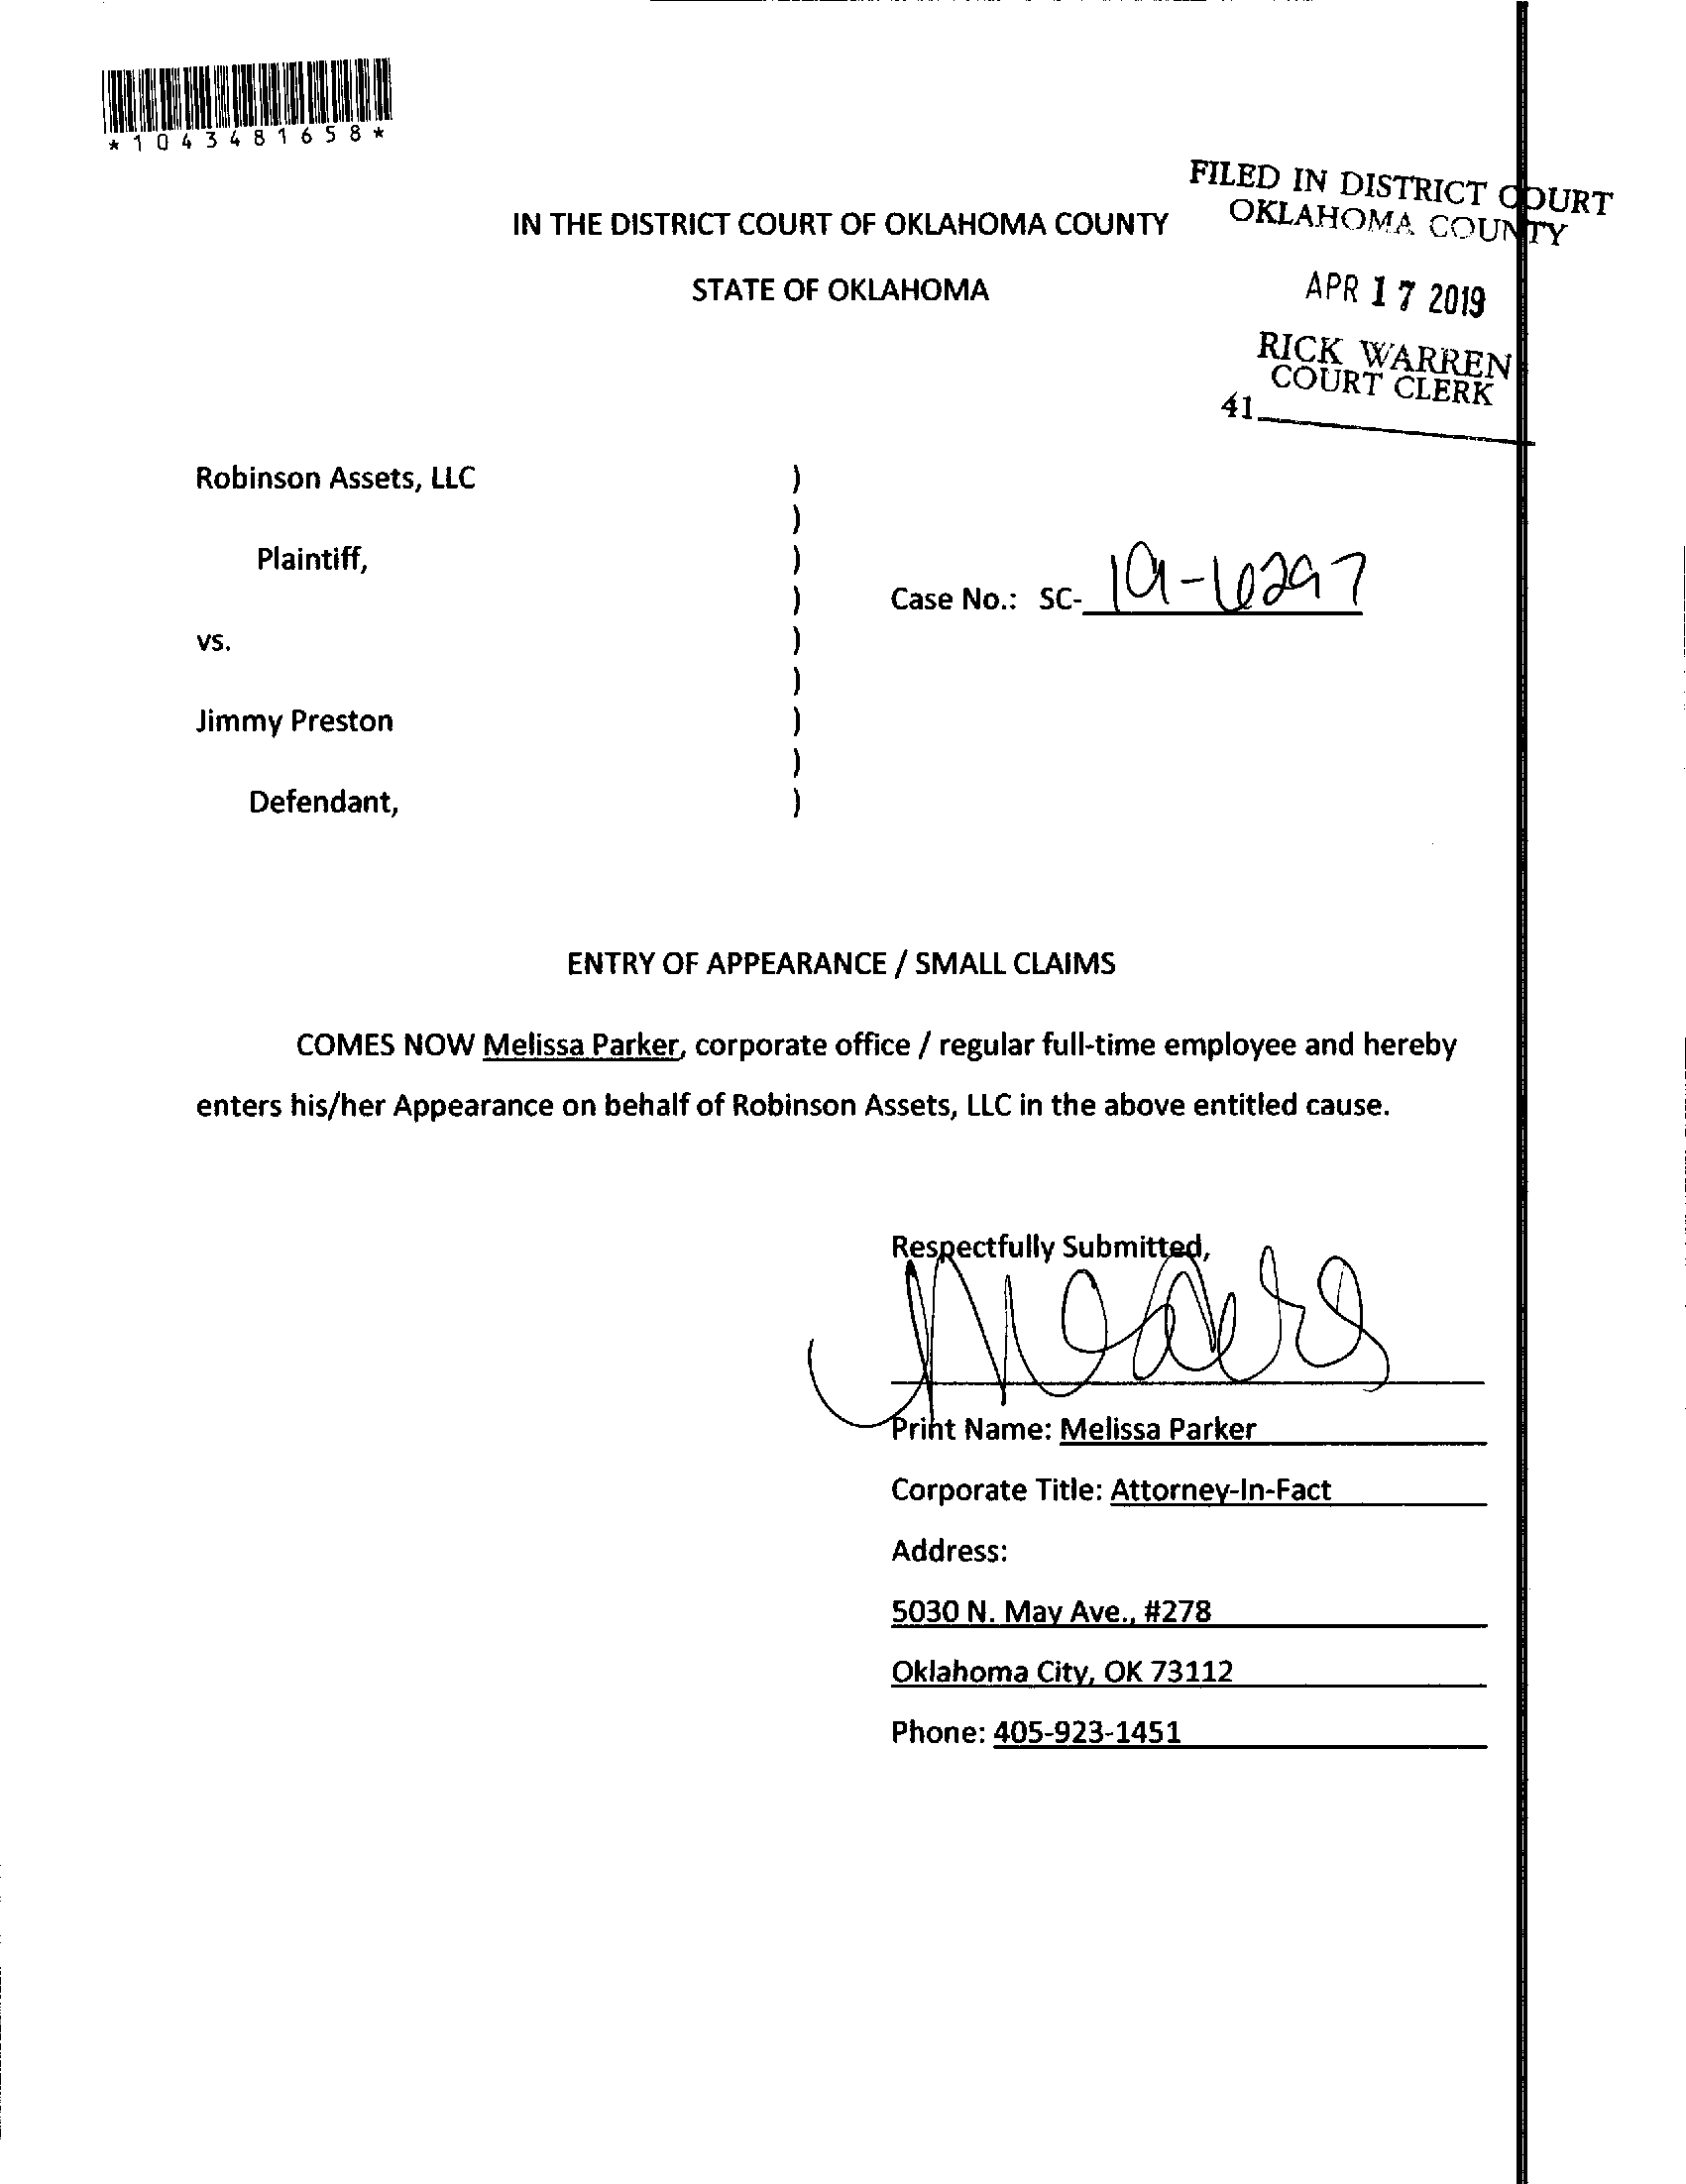 *1043481658*
FILED IN DISTRICT COURT
OKLAHOMA COUNTY
IN THE DISTRICT COURT OF OKLAHOMA COUNTY
STATE OF OKLAHOMA
APR 17 2019
RICK WARREN
COURT CLERK
41
Robinson Assets, LLC )
)
Plaintiff, )
Case No.: SC- 19-6297 )
vs. )
)
Jimmy Preston )
)
Defendant, )
ENTRY OF APPEARANCE / SMALL CLAIMS
COMES NOW Melissa Parker, corporate office / regular full-time employee and hereby
enters his/her Appearance on behalf of Robinson Assets, LLC in the above entitled cause.
Respectfully Submitted,
Print Name: Melissa Parker
Corporate Title: Attorney-In-Fact
Address:
5030 N. May Ave., #278
Oklahoma City, OK 73112
Phone: 405-923-1451